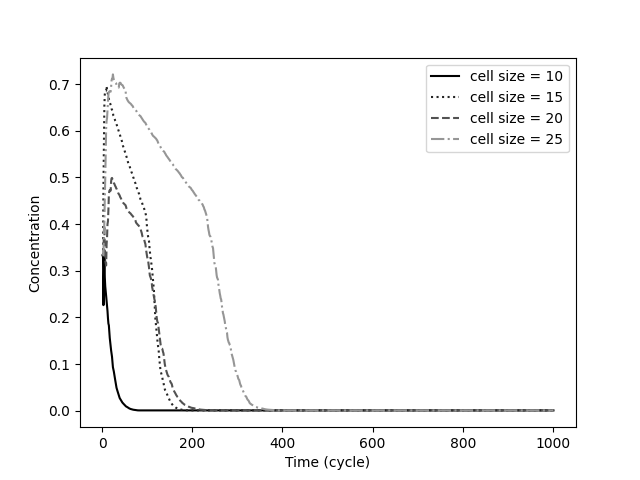 cell size = 10
cell size = 15
cell size = 20
cell size = 25
Concentration
0.7
0.6
0.5
0.4
0.3
0.2
0.1
0.0
0 200 400 600 800 1000
Time (cycle)